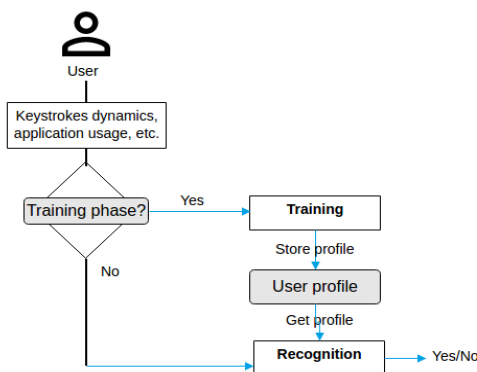 User
Keystrokes dynamics,
application usage, etc.
Training phase?
Yes
Training
Store profile
No
User profile
Get profile
Recognition
Yes/No